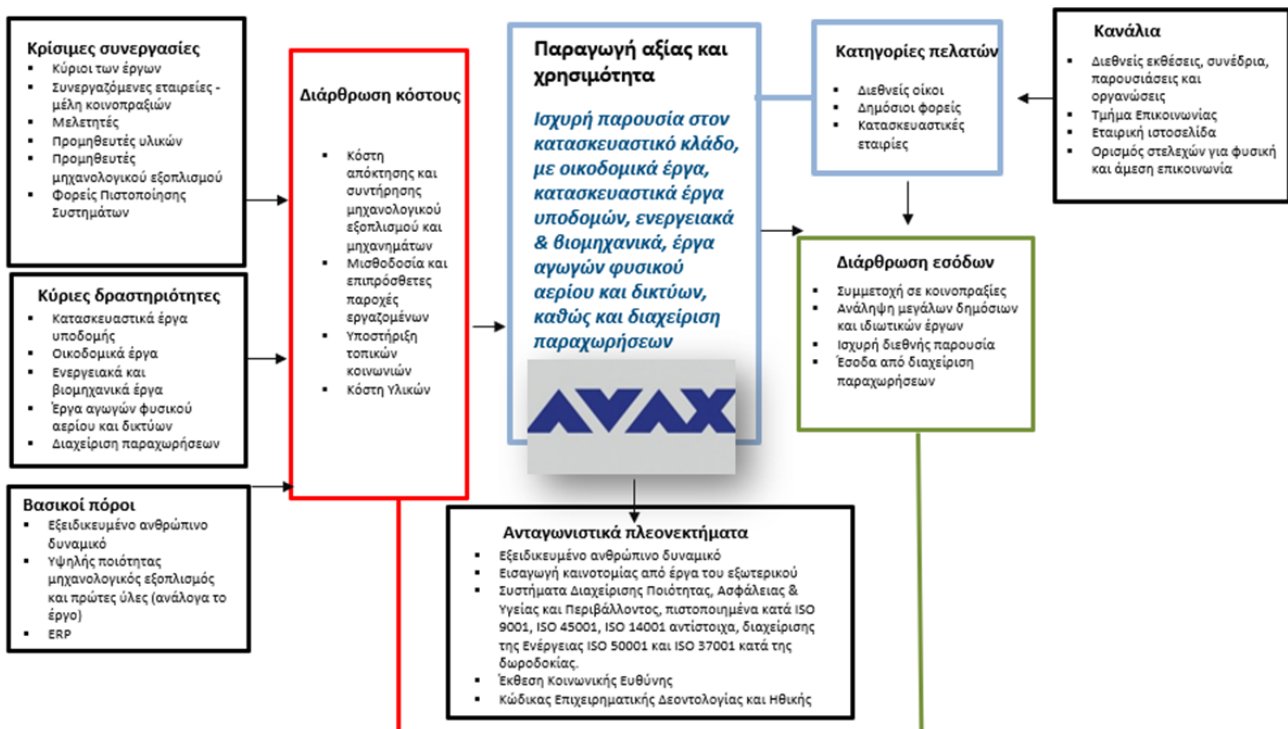 Κρίσιμες συνεργασίες
▪ Κύριοι των έργων
▪ Συνεργαζόμενες εταιρείες -
μέλη κοινοπραξιών
▪ Μελετητές
▪ Προμηθευτές υλικών
▪ Προμηθευτές
μηχανολογικού εξοπλισμού
▪ Φορείς Πιστοποίησης
Συστημάτων
Κύριες δραστηριότητες
▪ Κατασκευαστικά έργα
υποδομής
▪ Οικοδομικά έργα
▪ Ενεργειακά και
βιομηχανικά έργα
▪ Έργα αγωγών φυσικού
αερίου και δικτύων
▪ Διαχείριση παραχωρήσεων
Βασικοί πόροι
▪ Εξειδικευμένο ανθρώπινο
δυναμικό
▪ Υψηλής ποιότητας
μηχανολογικός εξοπλισμός
και πρώτες ύλες (ανάλογα το
έργο)
▪ ERP
Διάρθρωση κόστους
▪ Κόστη
απόκτησης και
συντήρησης
μηχανολογικού
εξοπλισμού και
μηχανημάτων
▪ Μισθοδοσία και
επιπρόσθετες
παροχές
εργαζομένων
▪ Υποστήριξη
τοπικών
κοινωνιών
▪ Κόστη Υλικών
Παραγωγή αξίας και
χρησιμότητα
Ισχυρή παρουσία στον
κατασκευαστικό κλάδο,
με οικοδομικά έργα,
κατασκευαστικά έργα
υποδομών, ενεργειακά
& βιομηχανικά, έργα
αγωγών φυσικού
αερίου και δικτύων,
καθώς και διαχείριση
παραχωρήσεων
AVAX
Ανταγωνιστικά πλεονεκτήματα
▪ Εξειδικευμένο ανθρώπινο δυναμικό
▪ Εισαγωγή καινοτομίας από έργα του εξωτερικού
▪ Συστήματα Διαχείρισης Ποιότητας, Ασφάλειας &
Υγείας και Περιβάλλοντος, πιστοποιημένα κατά ISO
9001, ISO 45001, ISO 14001 αντίστοιχα, διαχείρισης
της Ενέργειας ISO 50001 και ISO 37001 κατά της
δωροδοκίας.
▪ Έκθεση Κοινωνικής Ευθύνης
▪ Κώδικας Επιχειρηματικής Δεοντολογίας και Ηθικής
Κατηγορίες πελατών
▪ Διεθνείς οίκοι
▪ Δημόσιοι φορείς
▪ Κατασκευαστικές
εταιρίες
Κανάλια
▪ Διεθνείς εκθέσεις, συνέδρια,
παρουσιάσεις και
οργανώσεις
▪ Τμήμα Επικοινωνίας
▪ Εταιρική ιστοσελίδα
▪ Ορισμός στελεχών για φυσική
και άμεση επικοινωνία
Διάρθρωση εσόδων
▪ Συμμετοχή σε κοινοπραξίες
▪ Ανάληψη μεγάλων δημόσιων
και ιδιωτικών έργων
▪ Ισχυρή διεθνής παρουσία
▪ Έσοδα από διαχείριση
παραχωρήσεων